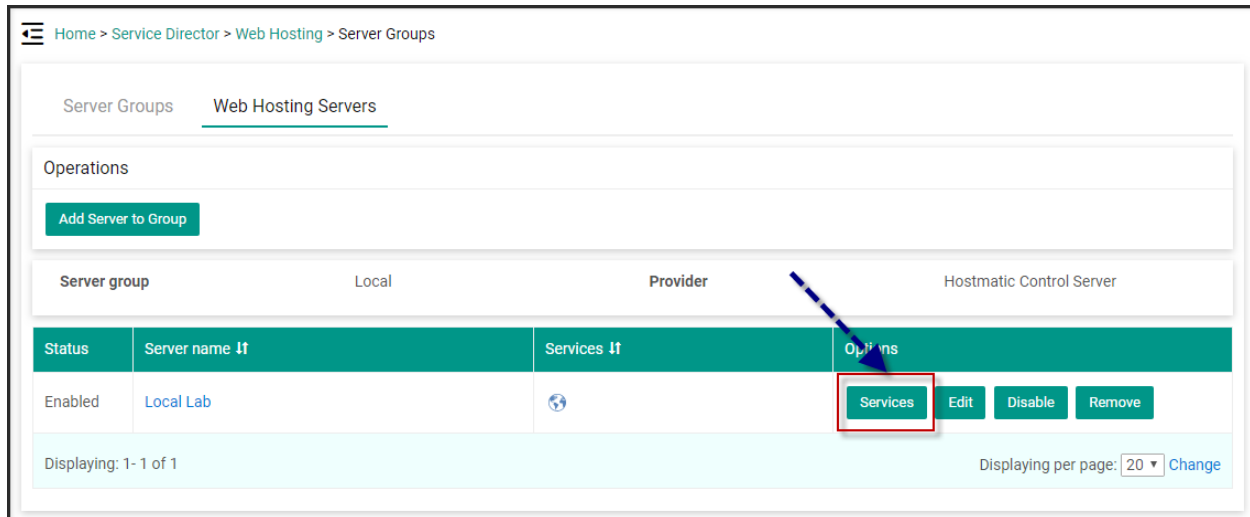 Home > Service Director > Web Hosting > Server Groups
Server Groups Web Hosting Servers
Operations
Add Server to Group
Server group Local Provider Hostmatic Control Server
Status Server name Services Options
Enabled Local Lab Services Edit Disable Remove
Displaying: 1- 1 of 1 Displaying per page: 20 Change